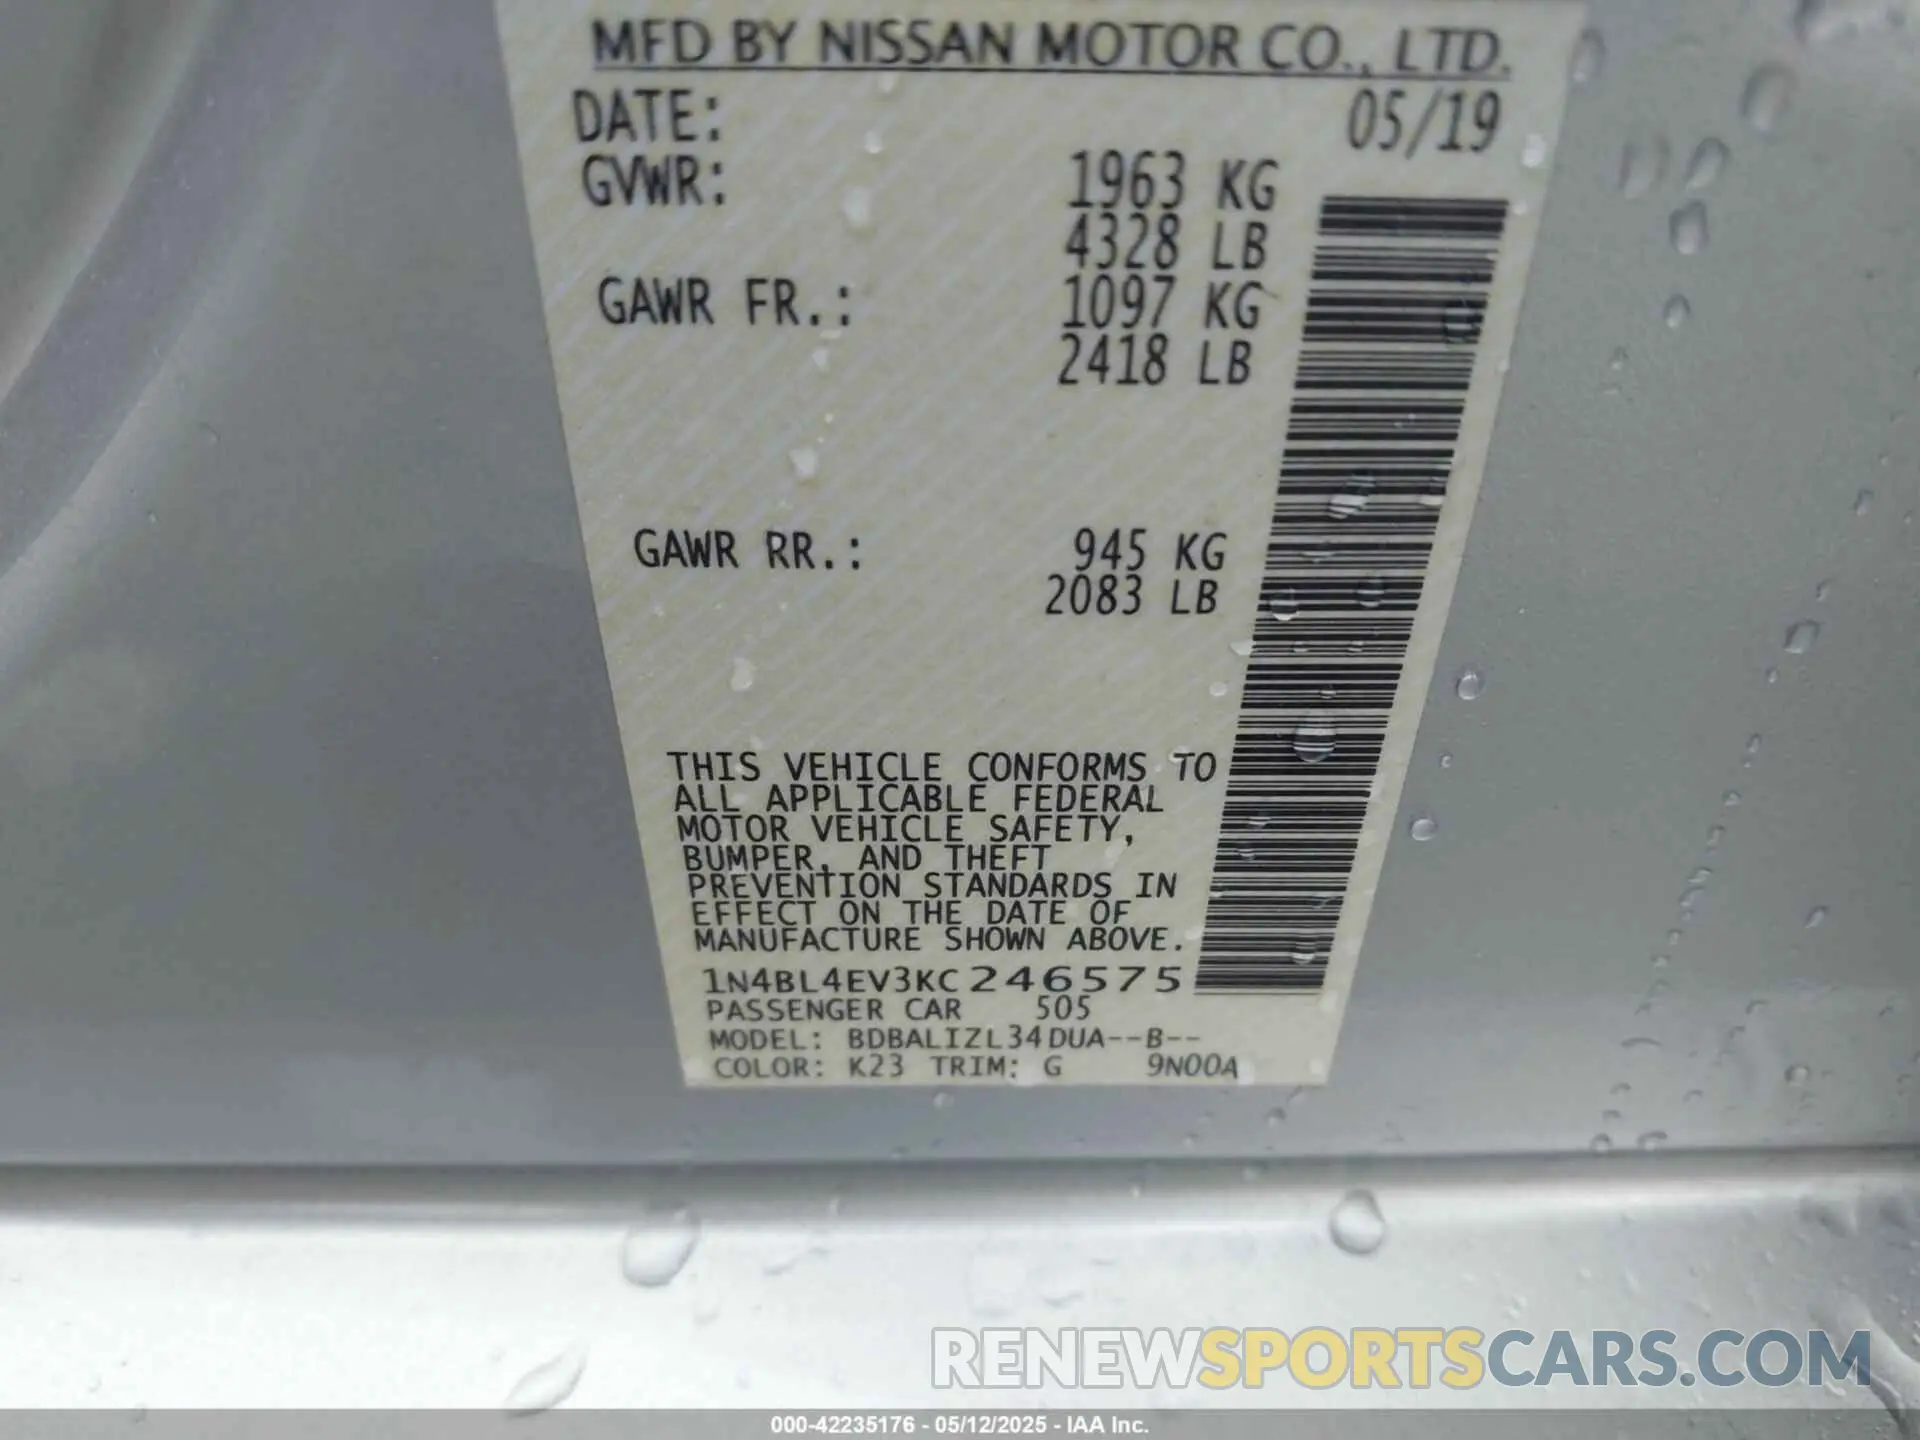 MFD BY NISSAN MOTOR CO., LTD.
DATE: 05/19
GVWR: 1963 KG
4328 LB
GAWR FR.: 1097 KG
2418 LB
GAWR RR.: 945 KG
2083 LB
THIS VEHICLE CONFORMS TO
ALL APPLICABLE FEDERAL
MOTOR VEHICLE SAFETY,
BUMPER, AND THEFT
PREVENTION STANDARDS IN
EFFECT ON THE DATE OF
MANUFACTURE SHOWN ABOVE.
1N4BL4EV3KC246575
PASSENGER CAR 505
MODEL: BDBALIZL34DUA--B--
COLOR: K23 TRIM: G 9N00A
RENEWSPORTSCARS.COM
000-42235176 - 05/12/2025 - IAA Inc.